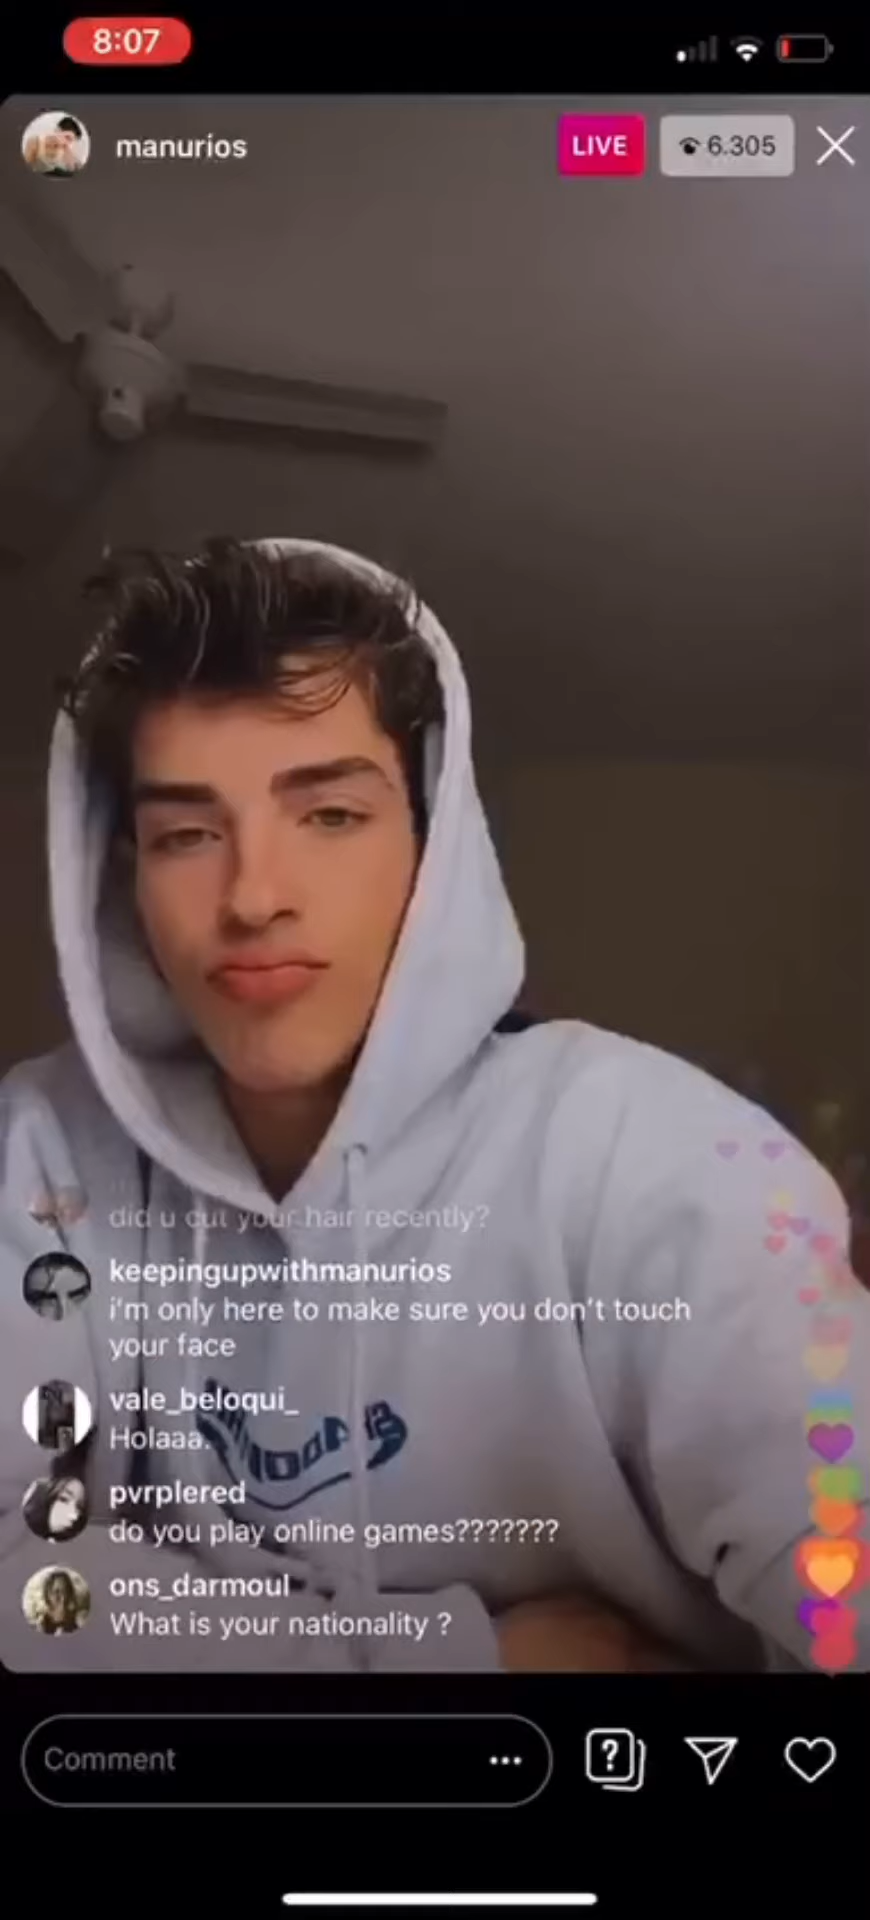 8:07
manurios
LIVE
6.305
did u cut your hair recently?
keepingupwithmanurios
i'm only here to make sure you don't touch
your face
vale_beloqui_
Holaaa.
pvrplered
do you play online games???????
ons_darmoul
What is your nationality ?
Comment
?